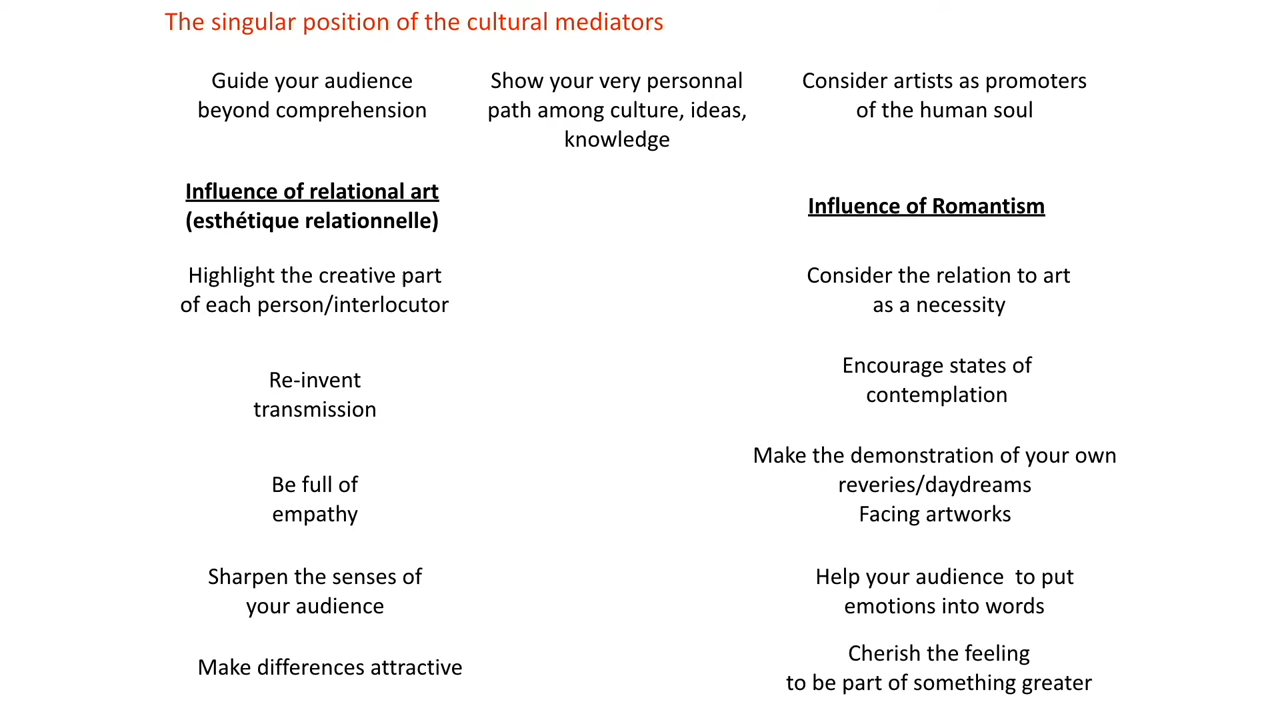 The singular position of the cultural mediators
Guide your audience
beyond comprehension
Show your very personnal
path among culture, ideas,
knowledge
Consider artists as promoters
of the human soul
Influence of relational art
(esthétique relationnelle)
Highlight the creative part
of each person/interlocutor
Re-invent
transmission
Be full of
empathy
Sharpen the senses of
your audience
Make differences attractive
Influence of Romantism
Consider the relation to art
as a necessity
Encourage states of
contemplation
Make the demonstration of your own
reveries/daydreams
Facing artworks
Help your audience  to put
emotions into words
Cherish the feeling
to be part of something greater